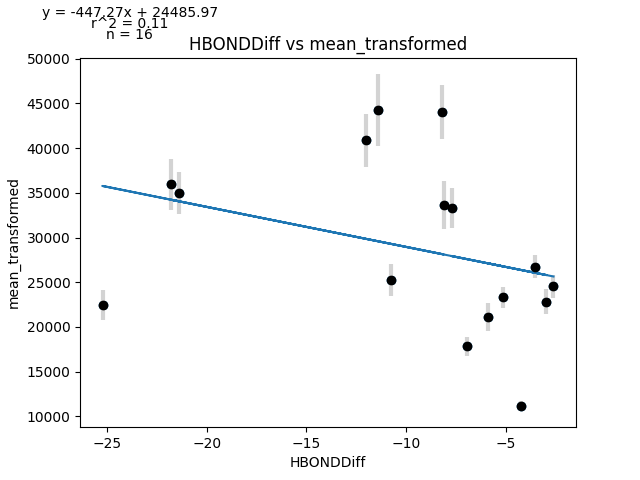 y = -447.27x + 24485.97
r^2 = 0.11
n = 16
HBONDDiff vs mean_transformed
50000
45000
40000
35000
30000
25000
20000
15000
10000
mean_transformed
−25
−20
−15
−10
−5
HBONDDiff